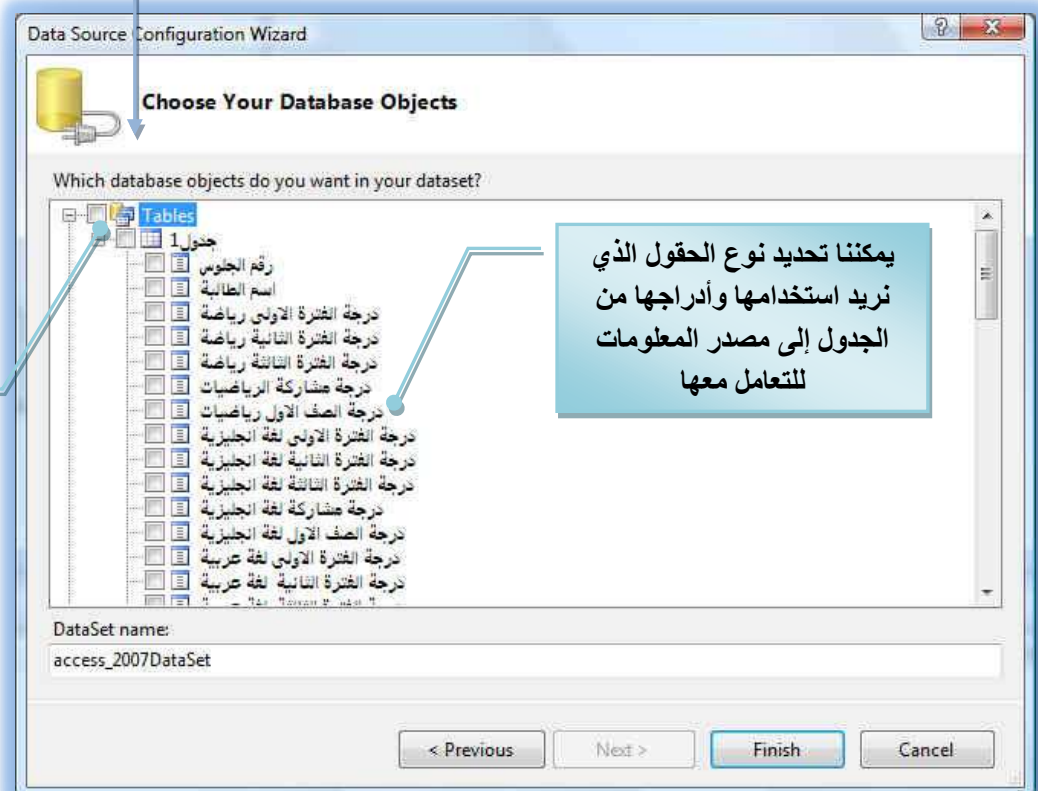 Data Source Configuration Wizard
Choose Your Database Objects
Which database objects do you want in your dataset?
Tables
جدول1
رقم الجلوس
اسم الطالبة
درجة الفترة الاولى رياضة
درجة الفترة الثانية رياضة
درجة الفترة الثالثة رياضة
درجة مشاركة الرياضيات
درجة الصف الاول رياضيات
درجة الفترة الاولى لغة انجليزية
درجة الفترة الثانية لغة انجليزية
درجة الفترة الثالثة لغة انجليزية
درجة مشاركة لغة انجليزية
درجة الصف الاول لغة انجليزية
درجة الفترة الاولى لغة عربية
درجة الفترة الثانية لغة عربية
يمكننا تحديد نوع الحقول الذي
نريد استخدامها وأدراجها من
الجدول إلى مصدر المعلومات
للتعامل معها
DataSet name:
access_2007DataSet
< Previous
Next >
Finish
Cancel